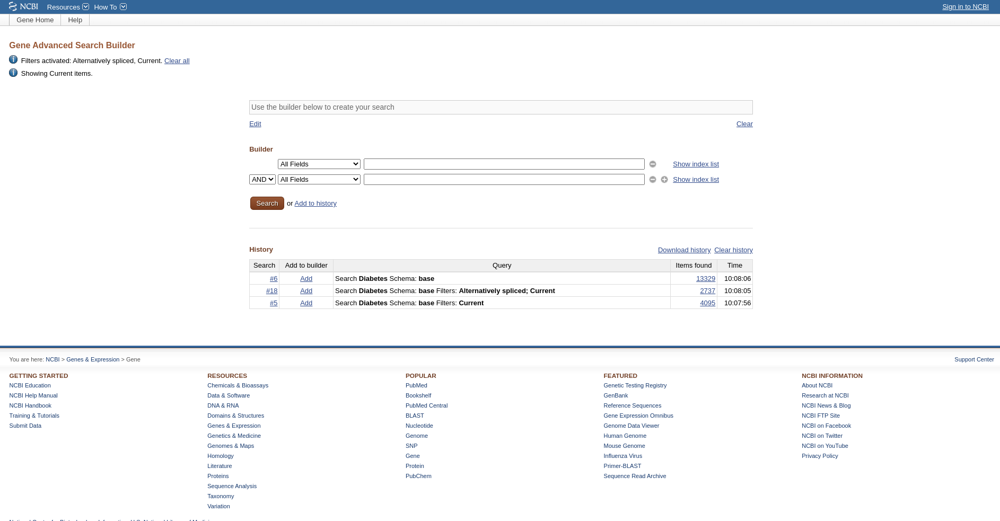 NCBI Resources How To Sign in to NCBI
Gene Home Help
Gene Advanced Search Builder
Filters activated: Alternatively spliced, Current. Clear all
Showing Current items.
Use the builder below to create your search
Edit Clear
Builder
All Fields Show index list
AND All Fields Show index list
Search or Add to history
History Download history Clear history
Search Add to builder Query Items found Time
#6 Add Search Diabetes Schema: base 13329 10:08:06
#18 Add Search Diabetes Schema: base Filters: Alternatively spliced; Current 2737 10:08:05
#5 Add Search Diabetes Schema: base Filters: Current 4095 10:07:56
You are here: NCBI > Genes & Expression > Gene Support Center
GETTING STARTED
NCBI Education
NCBI Help Manual
NCBI Handbook
Training & Tutorials
Submit Data
RESOURCES
Chemicals & Bioassays
Data & Software
DNA & RNA
Domains & Structures
Genes & Expression
Genetics & Medicine
Genomes & Maps
Homology
Literature
Proteins
Sequence Analysis
Taxonomy
Variation
POPULAR
PubMed
Bookshelf
PubMed Central
BLAST
Nucleotide
Genome
SNP
Gene
Protein
PubChem
FEATURED
Genetic Testing Registry
GenBank
Reference Sequences
Gene Expression Omnibus
Genome Data Viewer
Human Genome
Mouse Genome
Influenza Virus
Primer-BLAST
Sequence Read Archive
NCBI INFORMATION
About NCBI
Research at NCBI
NCBI News & Blog
NCBI FTP Site
NCBI on Facebook
NCBI on Twitter
NCBI on YouTube
Privacy Policy